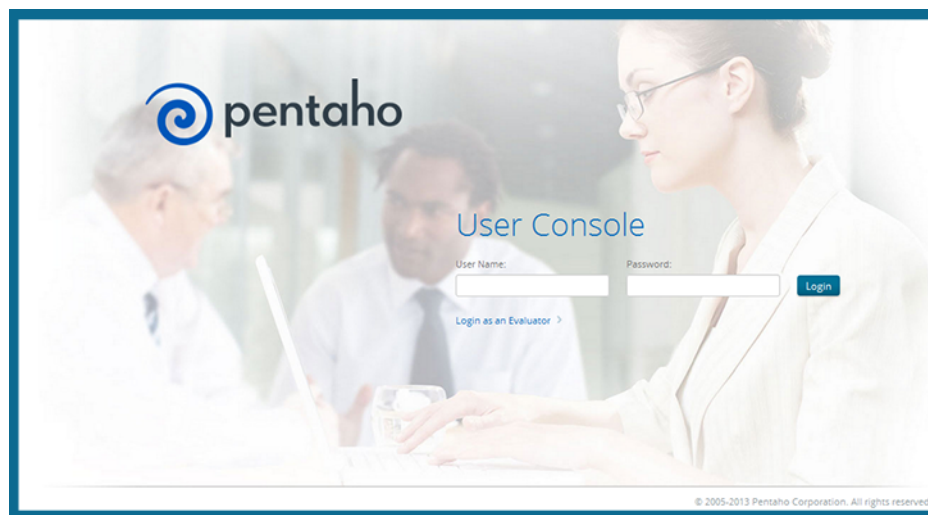 pentaho
User Console
User Name:
Password:
Login
Login as an Evaluator >
© 2005-2013 Pentaho Corporation. All rights reserved